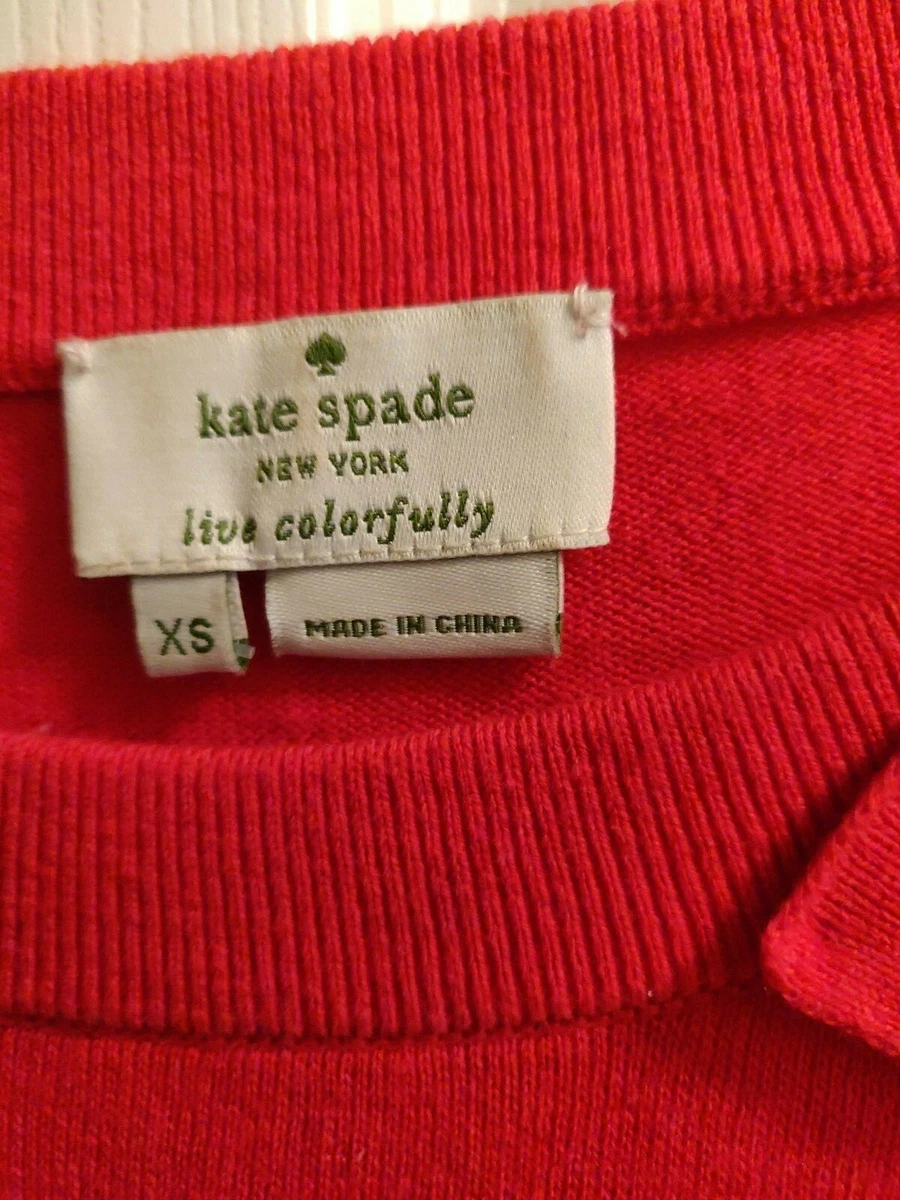 kate spade
NEW YORK
live colorfully
XS
MADE IN CHINA